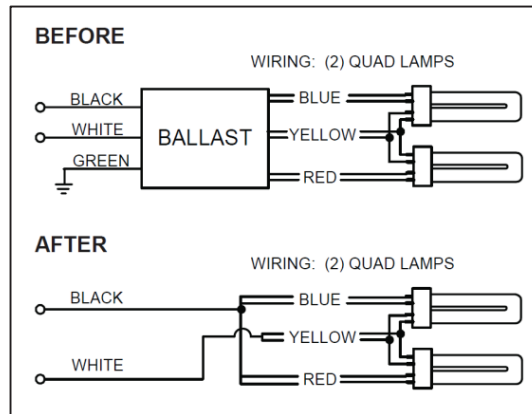 BEFORE
WIRING: (2) QUAD LAMPS
BLACK
BLUE
WHITE
BALLAST
YELLOW
GREEN
RED
AFTER
WIRING: (2) QUAD LAMPS
BLACK
BLUE
YELLOW
WHITE
RED